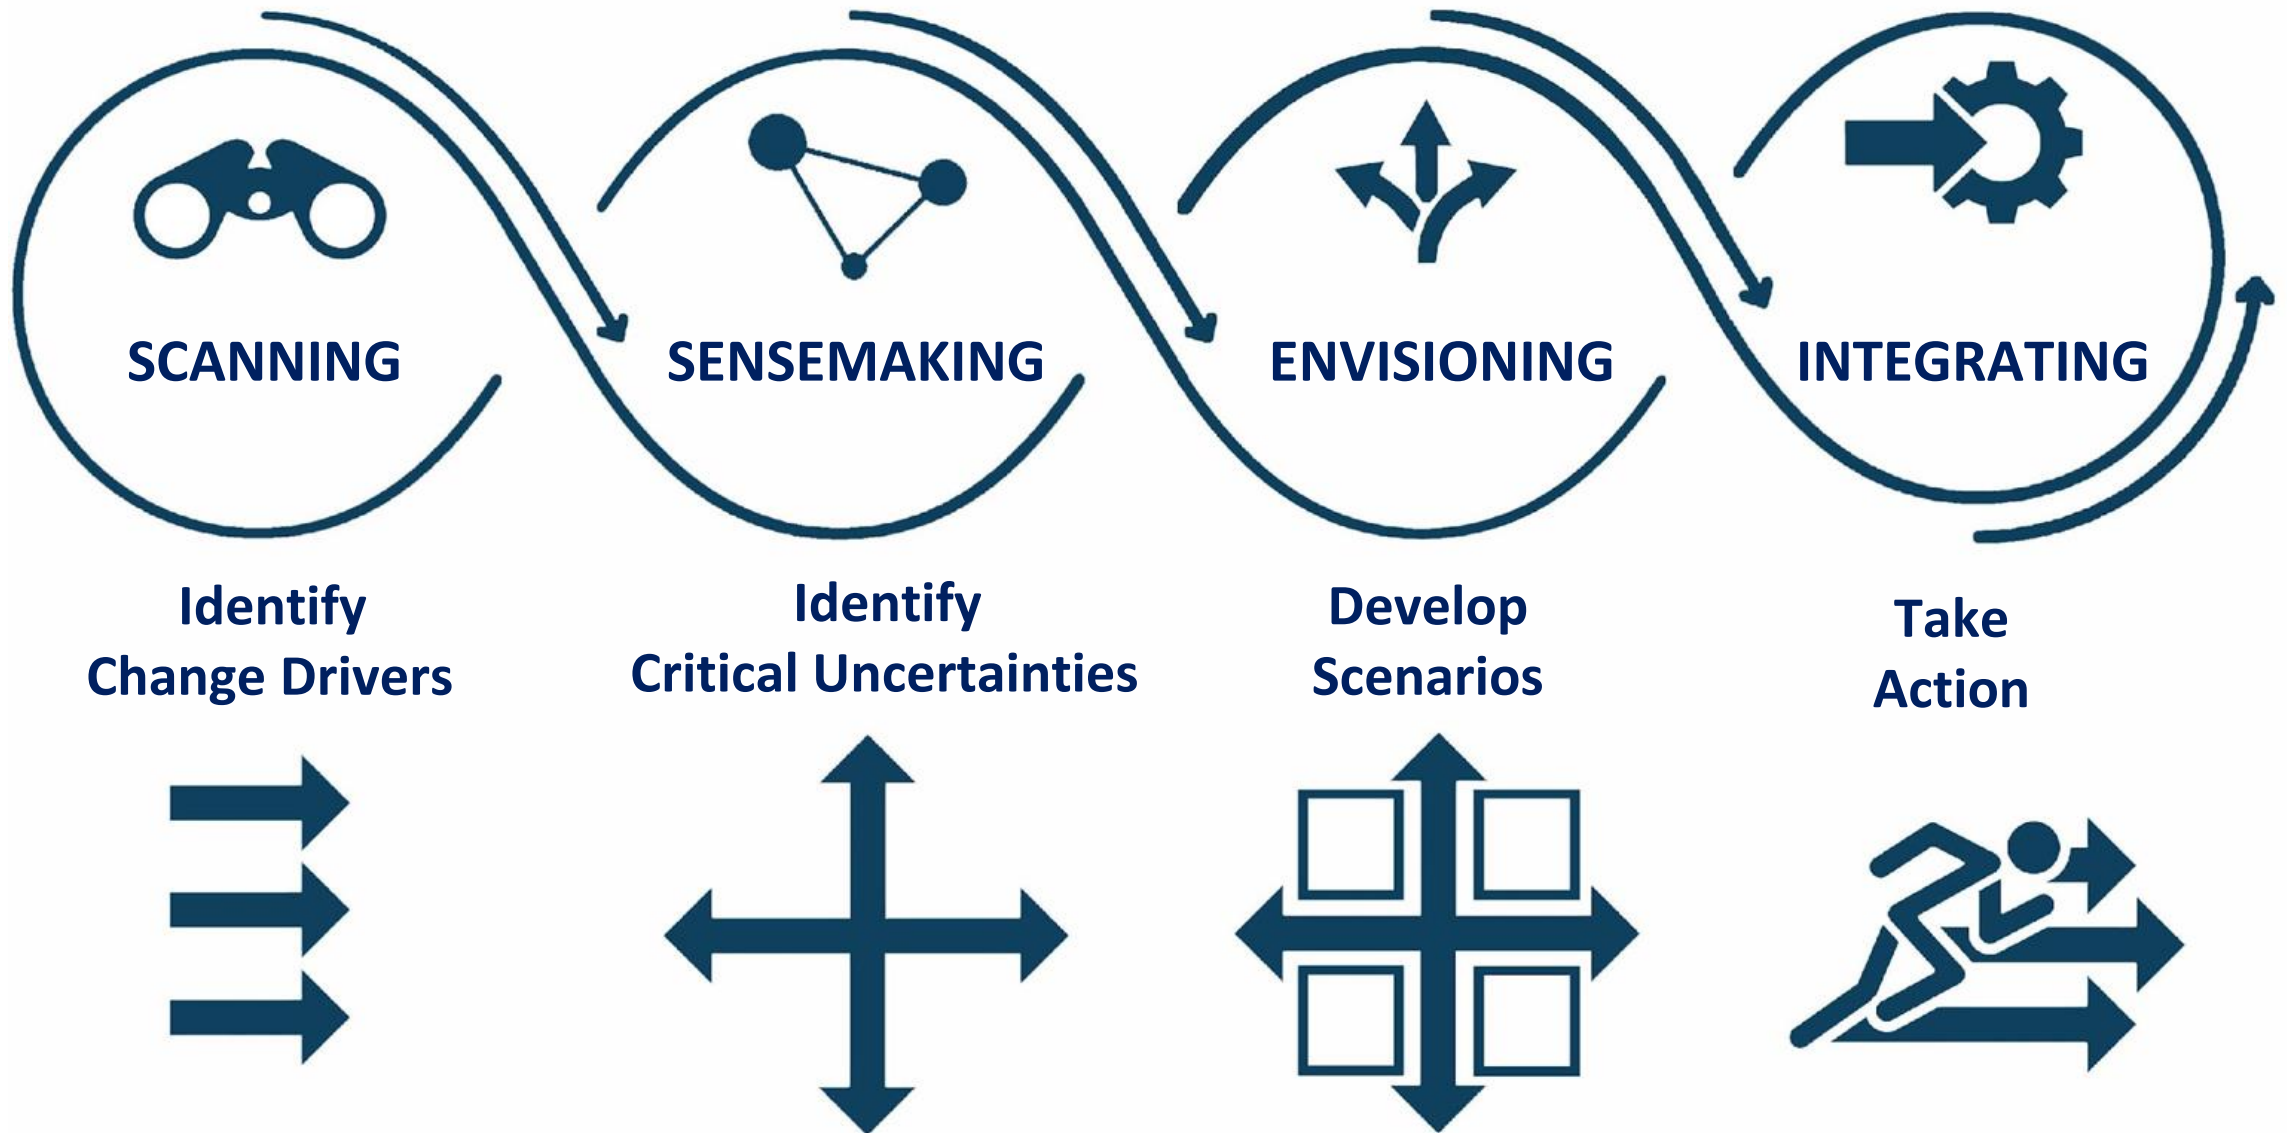 SCANNING
SENSEMAKING
ENVISIONING
INTEGRATING
Identify
Change Drivers
Identify
Critical Uncertainties
Develop
Scenarios
Take
Action